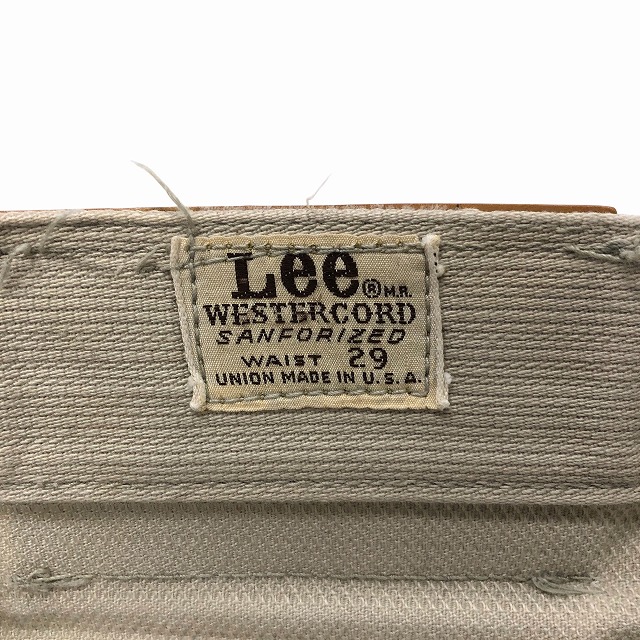 Lee ® M.R.
WESTERCORD
SANFORIZED
WAIST 29
UNION MADE IN U.S.A.